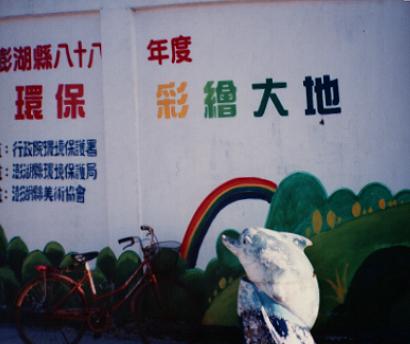 澎湖縣八十八年度
環保彩繪大地
：行政院環境保護署
：澎湖縣環境保護局
：澎湖縣美術協會